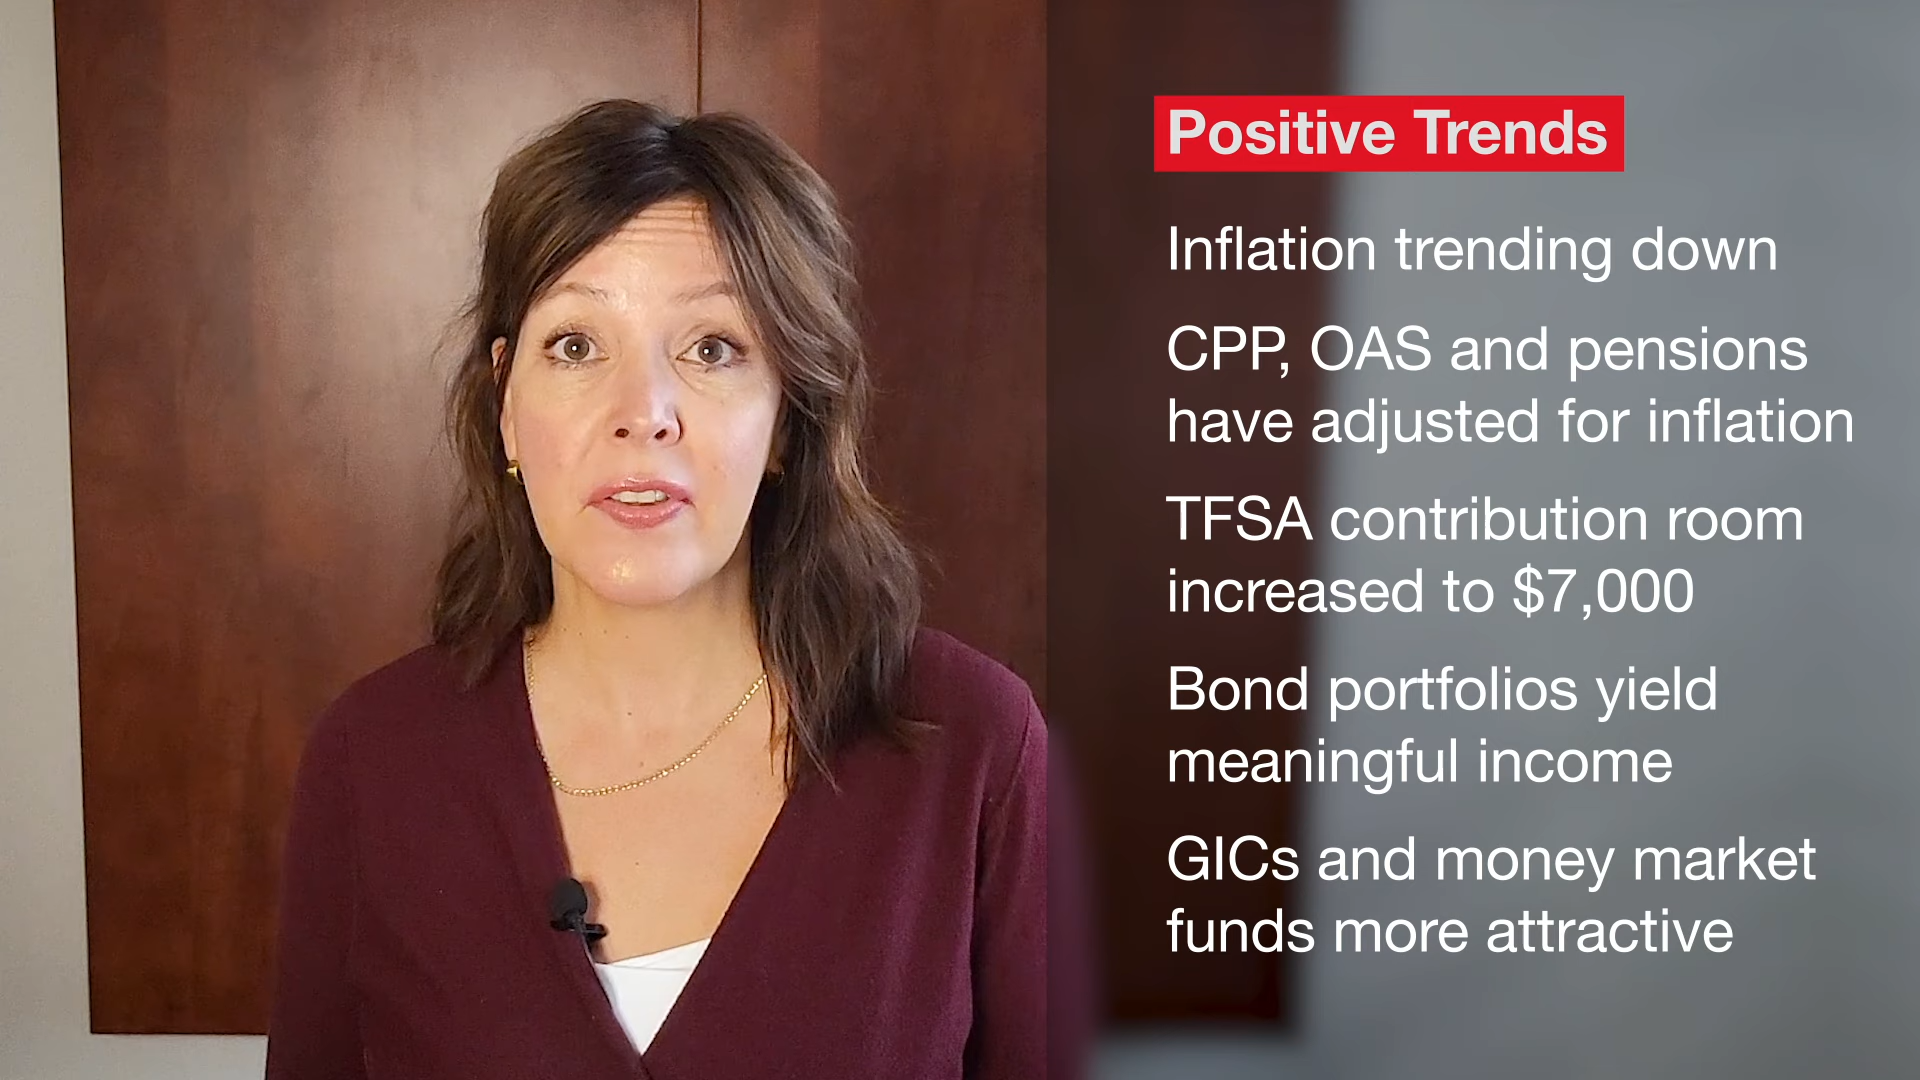 Positive Trends
Inflation trending down
CPP, OAS and pensions
have adjusted for inflation
TFSA contribution room
increased to $7,000
Bond portfolios yield
meaningful income
GICs and money market
funds more attractive